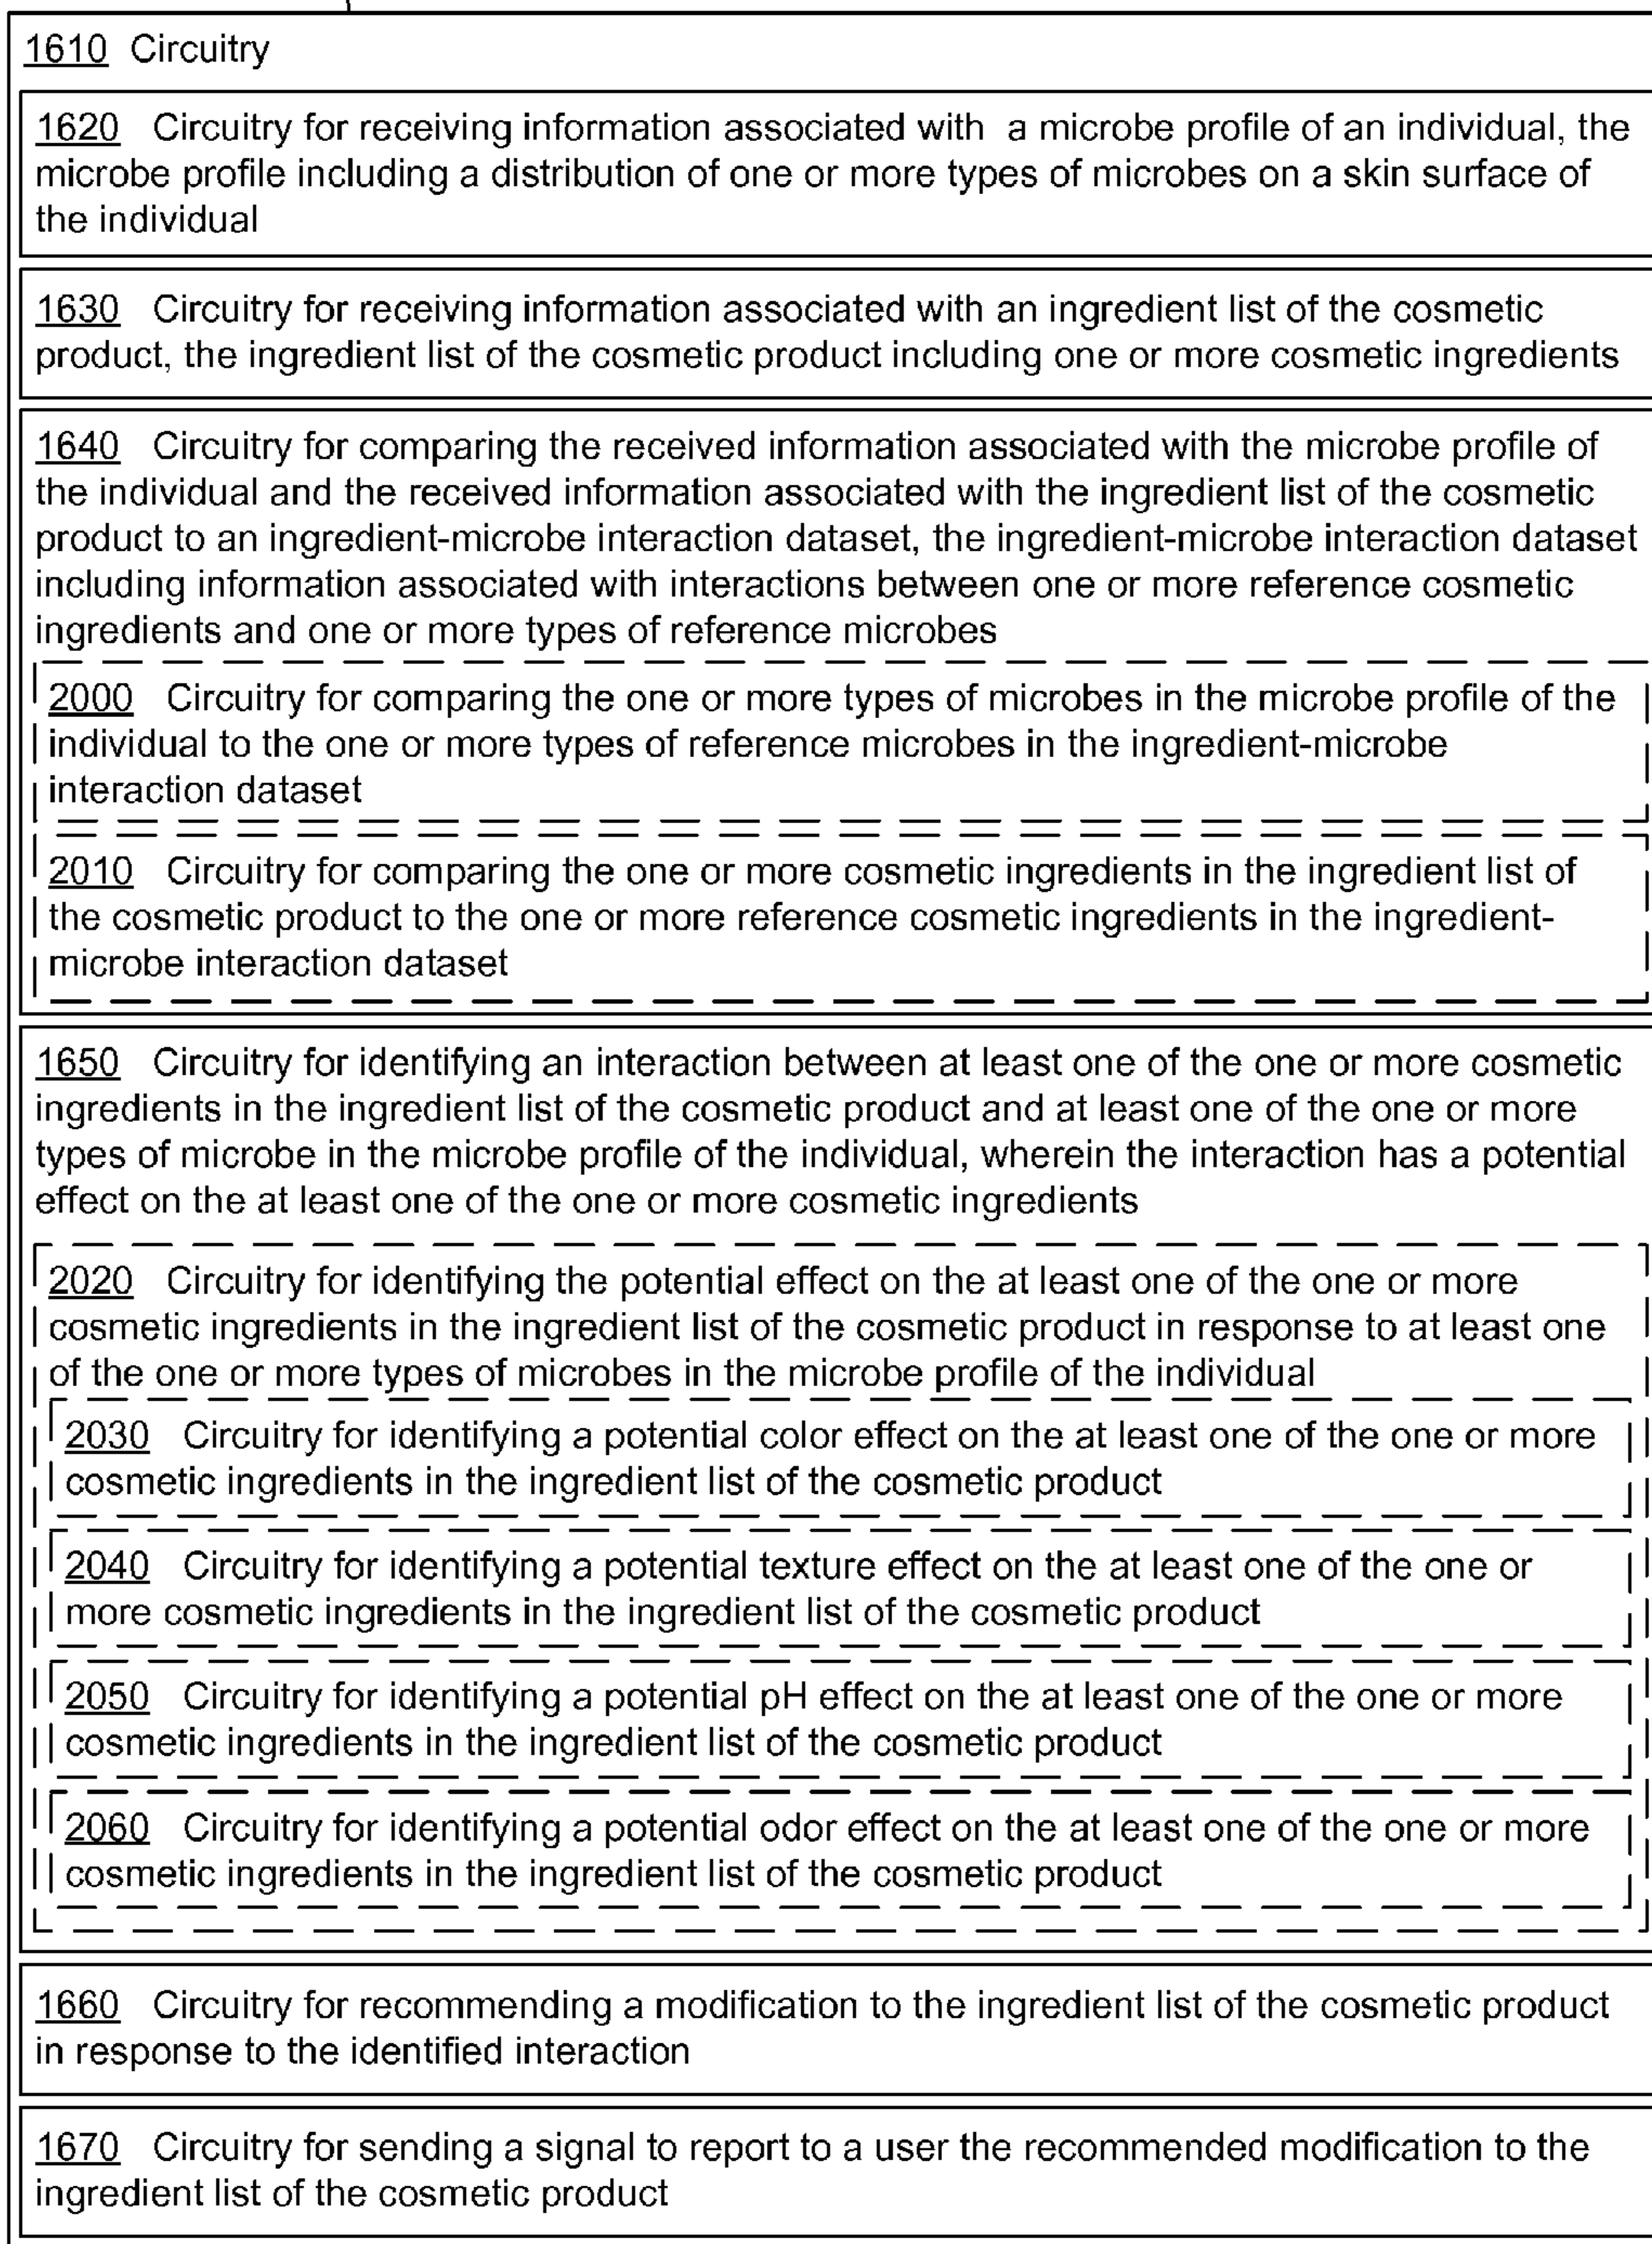 1610 Circuitry
1620 Circuitry for receiving information associated with a microbe profile of an individual, the
microbe profile including a distribution of one or more types of microbes on a skin surface of
the individual
1630 Circuitry for receiving information associated with an ingredient list of the cosmetic
product, the ingredient list of the cosmetic product including one or more cosmetic ingredients
1640 Circuitry for comparing the received information associated with the microbe profile of
the individual and the received information associated with the ingredient list of the cosmetic
product to an ingredient-microbe interaction dataset, the ingredient-microbe interaction dataset
including information associated with interactions between one or more reference cosmetic
ingredients and one or more types of reference microbes
2000 Circuitry for comparing the one or more types of microbes in the microbe profile of the
individual to the one or more types of reference microbes in the ingredient-microbe
interaction dataset
2010 Circuitry for comparing the one or more cosmetic ingredients in the ingredient list of
the cosmetic product to the one or more reference cosmetic ingredients in the ingredient-
microbe interaction dataset
1650 Circuitry for identifying an interaction between at least one of the one or more cosmetic
ingredients in the ingredient list of the cosmetic product and at least one of the one or more
types of microbe in the microbe profile of the individual, wherein the interaction has a potential
effect on the at least one of the one or more cosmetic ingredients
2020 Circuitry for identifying the potential effect on the at least one of the one or more
cosmetic ingredients in the ingredient list of the cosmetic product in response to at least one
of the one or more types of microbes in the microbe profile of the individual
2030 Circuitry for identifying a potential color effect on the at least one of the one or more
cosmetic ingredients in the ingredient list of the cosmetic product
2040 Circuitry for identifying a potential texture effect on the at least one of the one or
more cosmetic ingredients in the ingredient list of the cosmetic product
2050 Circuitry for identifying a potential pH effect on the at least one of the one or more
cosmetic ingredients in the ingredient list of the cosmetic product
2060 Circuitry for identifying a potential odor effect on the at least one of the one or more
cosmetic ingredients in the ingredient list of the cosmetic product
1660 Circuitry for recommending a modification to the ingredient list of the cosmetic product
in response to the identified interaction
1670 Circuitry for sending a signal to report to a user the recommended modification to the
ingredient list of the cosmetic product